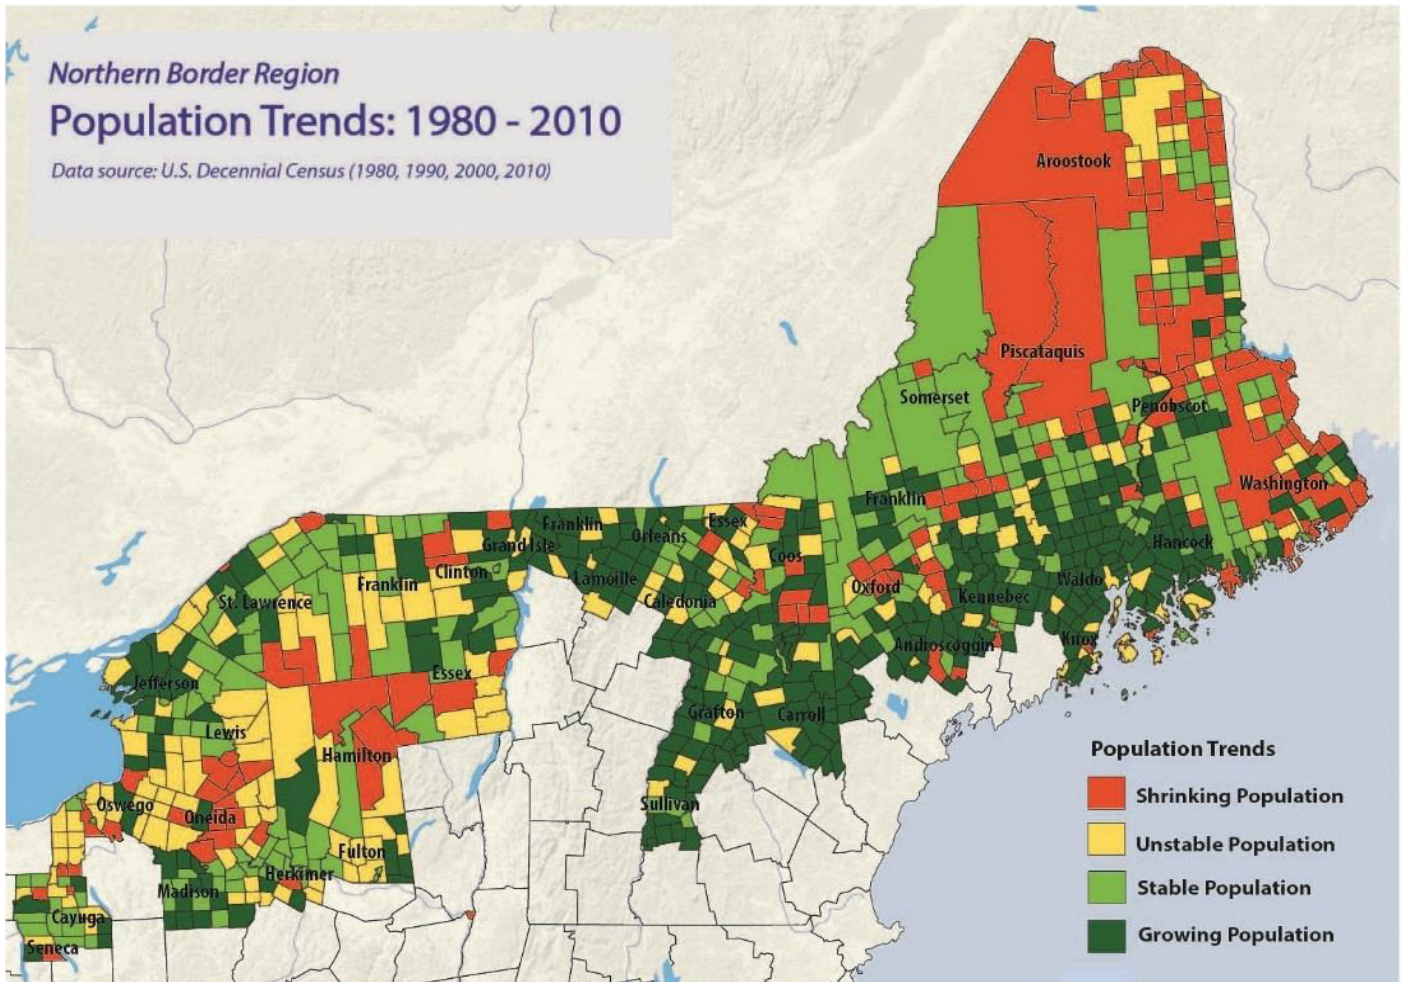 Northern Border Region
Population Trends: 1980 - 2010
Data source: U.S. Decennial Census (1980, 1990, 2000, 2010)
Aroostook
Piscataquis
Somerset
Penobscot
Washington
Franklin
Hancock
Franklin
Essex
Orleans
Grand Isle
Coos
Clinton
Lamoille
Franklin
Oxford
Waldo
Kennebec
St. Lawrence
Caledonia
Knox
Androscoggin
Essex
Jefferson
Grafton
Carroll
Lewis
Hamilton
Oswego
Sullivan
Oneida
Fulton
Herkimer
Madison
Cayuga
Seneca
Population Trends
Shrinking Population
Unstable Population
Stable Population
Growing Population